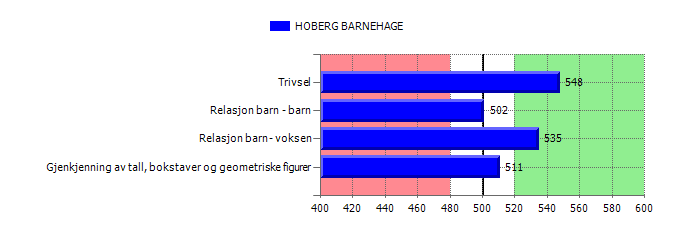 HOBERG BARNEHAGE
Trivsel 548
Relasjon barn - barn 502
Relasjon barn- voksen 535
Gjenkjenning av tall, bokstaver og geometriske figurer 511
400 420 440 460 480 500 520 540 560 580 600